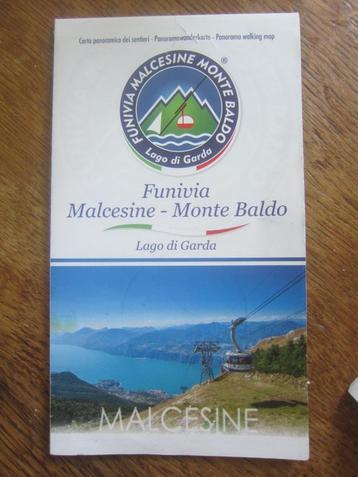 Carta panoramica dei sentieri - Panoramawanderkarte - Panorama walking map
FUNIVIA MALCESINE MONTE BALDO ®
Lago di Garda
Funivia
Malcesine - Monte Baldo
Lago di Garda
MALCESINE